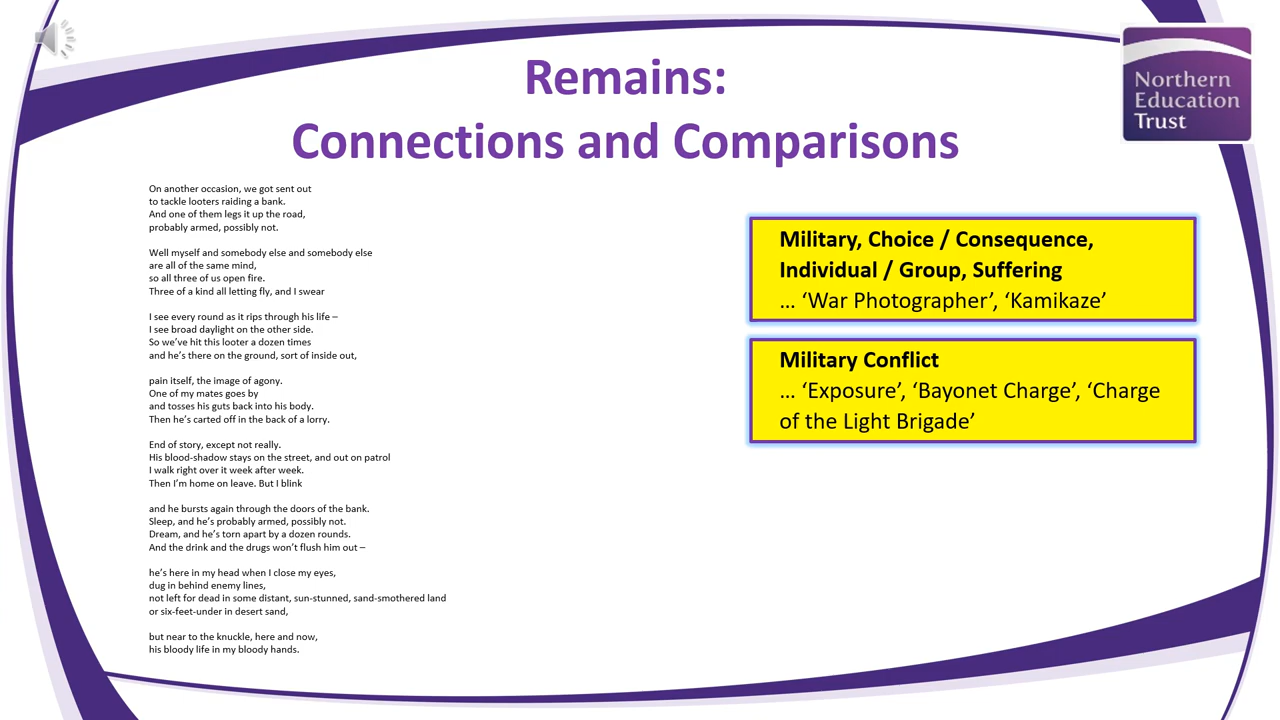 Remains:
Connections and Comparisons
Northern
Education
Trust
On another occasion, we got sent out
to tackle looters raiding a bank.
And one of them legs it up the road,
probably armed, possibly not.
Well myself and somebody else and somebody else
are all of the same mind,
so all three of us open fire.
Three of a kind all letting fly, and I swear
I see every round as it rips through his life –
I see broad daylight on the other side.
So we’ve hit this looter a dozen times
and he’s there on the ground, sort of inside out,
pain itself, the image of agony.
One of my mates goes by
and tosses his guts back into his body.
Then he’s carted off in the back of a lorry.
End of story, except not really.
His blood-shadow stays on the street, and out on patrol
I walk right over it week after week.
Then I’m home on leave. But I blink
and he bursts again through the doors of the bank.
Sleep, and he’s probably armed, possibly not.
Dream, and he’s torn apart by a dozen rounds.
And the drink and the drugs won’t flush him out –
he’s here in my head when I close my eyes,
dug in behind enemy lines,
not left for dead in some distant, sun-stunned, sand-smothered land
or six-feet-under in desert sand,
but near to the knuckle, here and now,
his bloody life in my bloody hands.
Military, Choice / Consequence,
Individual / Group, Suffering
… ‘War Photographer’, ‘Kamikaze’
Military Conflict
… ‘Exposure’, ‘Bayonet Charge’, ‘Charge
of the Light Brigade’